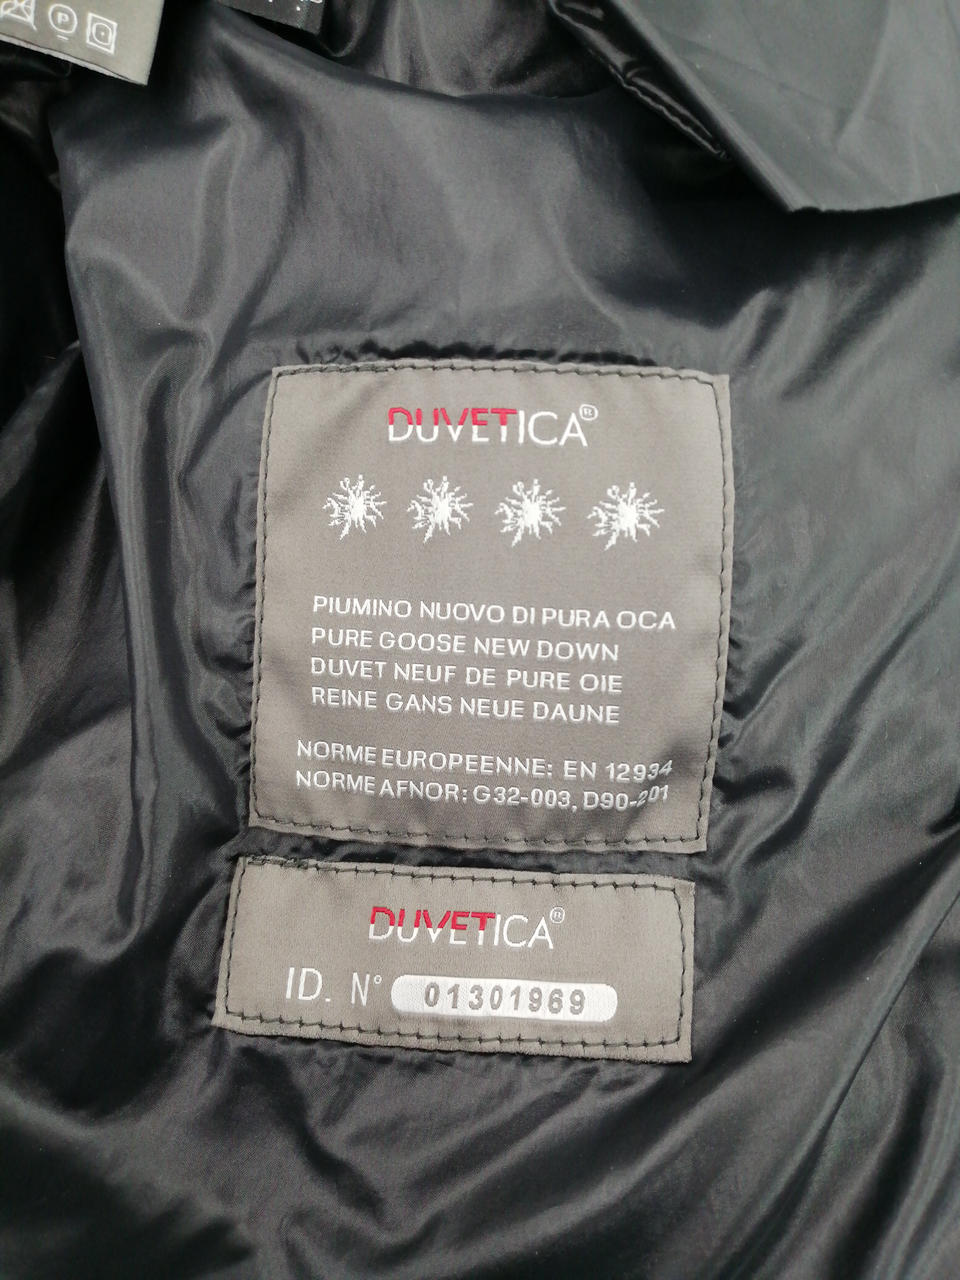 P
DUVETICA®
PIUMINO NUOVO DI PURA OCA
PURE GOOSE NEW DOWN
DUVET NEUF DE PURE OIE
REINE GANS NEUE DAUNE
NORME EUROPEENNE: EN 12934
NORME AFNOR: G32-003, D90-201
DUVETICA®
ID. N° 01301969